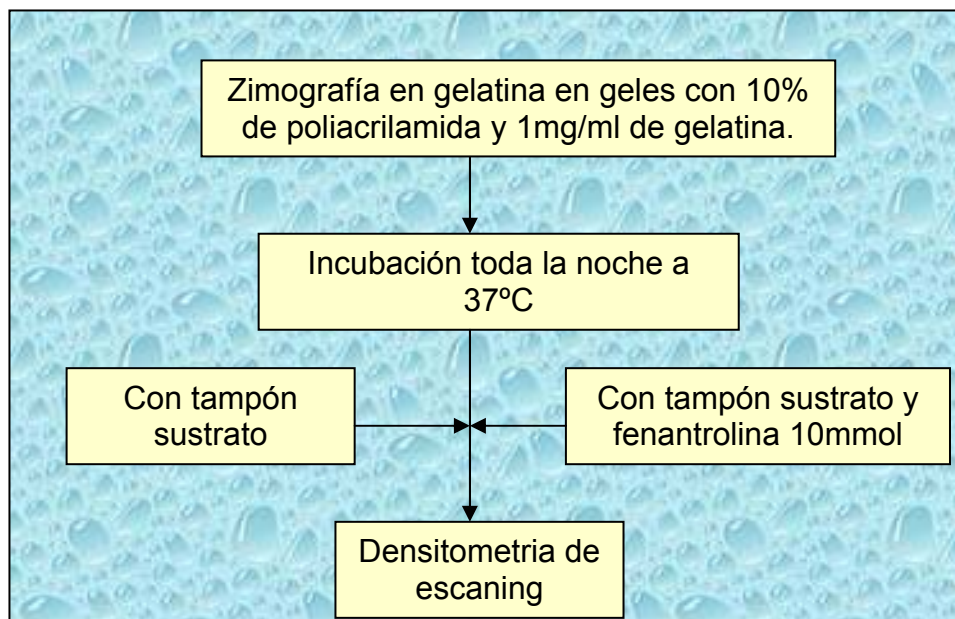 Zimografía en gelatina en geles con 10%
de poliacrilamida y 1mg/ml de gelatina.
Incubación toda la noche a
37ºC
Con tampón
sustrato
Con tampón sustrato y
fenantrolina 10mmol
Densitometria de
escaning